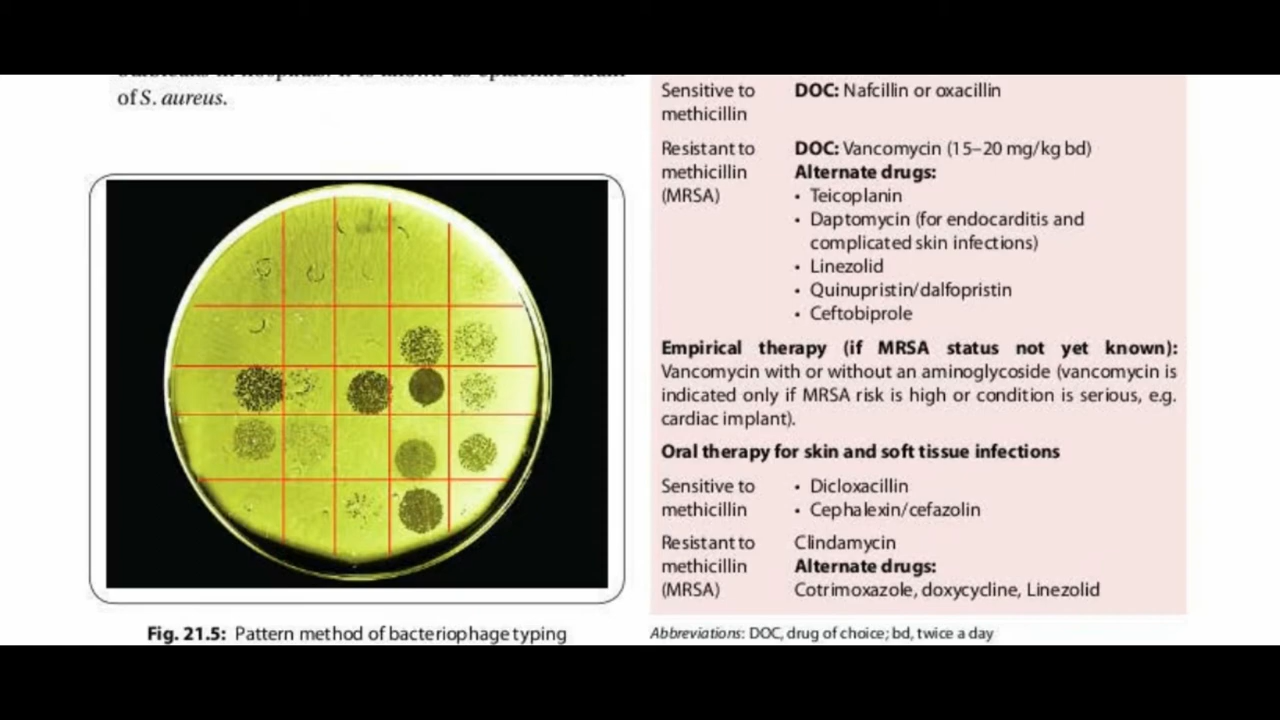 of S. aureus.
Fig. 21.5: Pattern method of bacteriophage typing
Sensitive to DOC: Nafcillin or oxacillin
methicillin
Resistant to DOC: Vancomycin (15–20 mg/kg bd)
methicillin Alternate drugs:
(MRSA) • Teicoplanin
• Daptomycin (for endocarditis and
complicated skin infections)
• Linezolid
• Quinupristin/dalfopristin
• Ceftobiprole
Empirical therapy (if MRSA status not yet known):
Vancomycin with or without an aminoglycoside (vancomycin is
indicated only if MRSA risk is high or condition is serious, e.g.
cardiac implant).
Oral therapy for skin and soft tissue infections
Sensitive to • Dicloxacillin
methicillin • Cephalexin/cefazolin
Resistant to Clindamycin
methicillin Alternate drugs:
(MRSA) Cotrimoxazole, doxycycline, Linezolid
Abbreviations: DOC, drug of choice; bd, twice a day